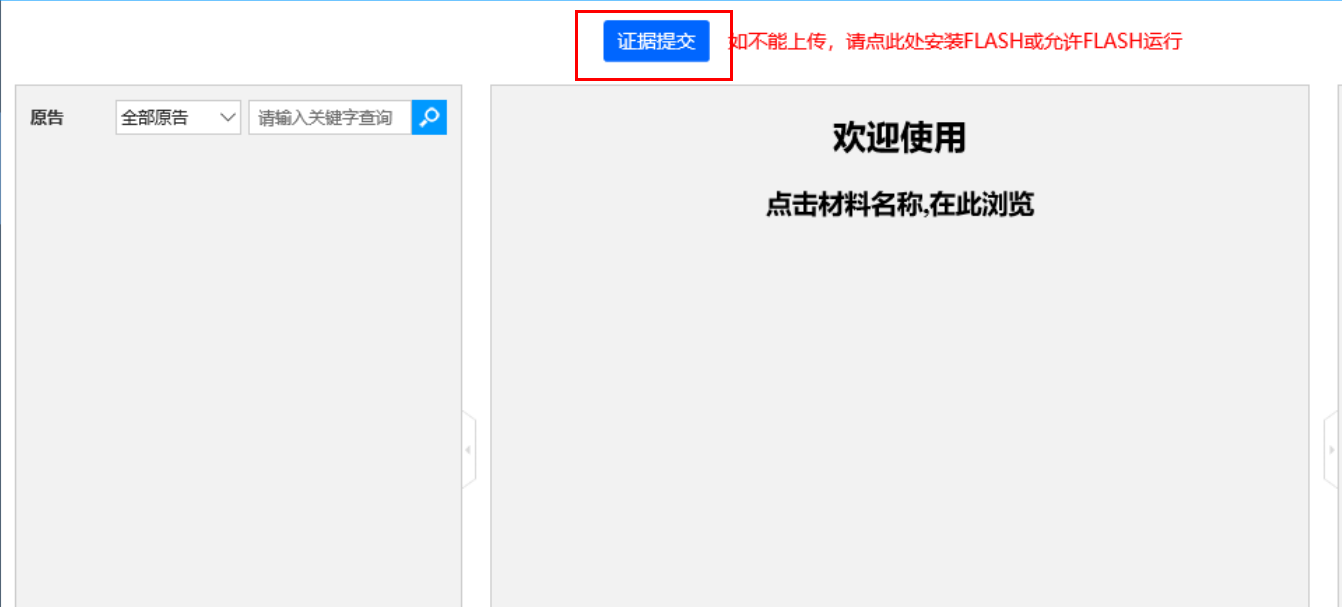 证据提交 如不能上传，请点此处安装FLASH或允许FLASH运行
原告 全部原告 请输入关键字查询
欢迎使用
点击材料名称,在此浏览